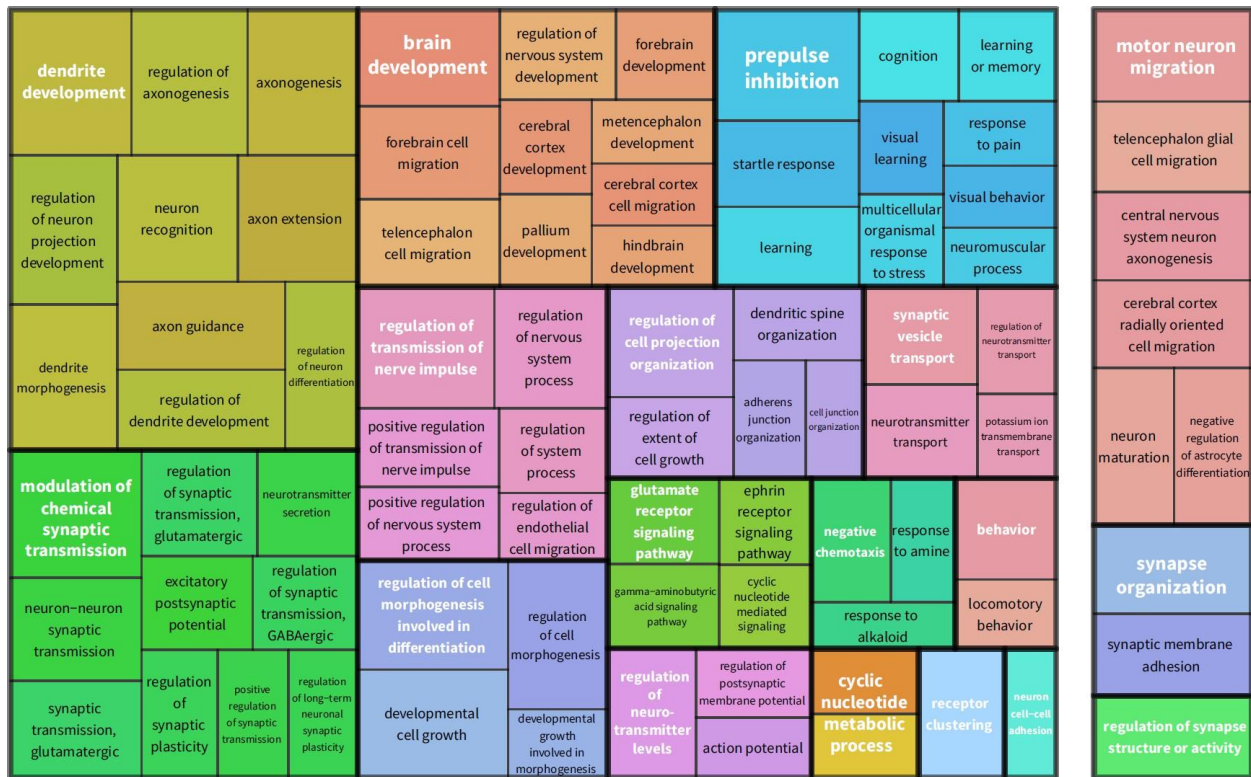 dendrite
development
regulation of
axonogenesis
axonogenesis
regulation
of neuron
projection
development
neuron
recognition
axon extension
dendrite
morphogenesis
axon guidance
regulation of
dendrite development
regulation
of neuron
differentiation
brain
development
regulation of
nervous system
development
forebrain
development
forebrain cell
migration
cerebral
cortex
development
metencephalon
development
cerebral cortex
cell migration
telencephalon
cell migration
pallium
development
hindbrain
development
prepulse
inhibition
cognition
learning
or memory
startle response
visual
learning
response
to pain
visual behavior
learning
multicellular
organismal
response
to stress
neuromuscular
process
regulation of
transmission of
nerve impulse
regulation
of nervous
system
process
positive regulation
of transmission of
nerve impulse
regulation
of system
process
positive regulation
of nervous system
process
regulation of
endothelial
cell migration
regulation of
cell projection
organization
dendritic spine
organization
regulation of
extent of
cell growth
adherens
junction
organization
cell junction
organization
synaptic
vesicle
transport
regulation of
neurotransmitter
transport
neurotransmitter
transport
potassium ion
transmembrane
transport
modulation of
chemical
synaptic
transmission
regulation
of synaptic
transmission,
glutamatergic
neurotransmitter
secretion
neuron−neuron
synaptic
transmission
excitatory
postsynaptic
potential
regulation
of synaptic
transmission,
GABAergic
synaptic
transmission,
glutamatergic
regulation
of
synaptic
plasticity
positive
regulation
of synaptic
transmission
regulation
of long−term
neuronal
synaptic
plasticity
regulation of cell
morphogenesis
involved in
differentiation
regulation
of cell
morphogenesis
developmental
cell growth
developmental
growth
involved in
morphogenesis
glutamate
receptor
signaling
pathway
ephrin
receptor
signaling
pathway
gamma−aminobutyric
acid signaling
pathway
cyclic
nucleotide
mediated
signaling
negative
chemotaxis
response
to amine
response to
alkaloid
behavior
locomotory
behavior
regulation
of
neuro-
transmitter
levels
regulation of
postsynaptic
membrane potential
action potential
cyclic
nucleotide
metabolic
process
receptor
clustering
neuron
cell−cell
adhesion
motor neuron
migration
telencephalon glial
cell migration
central nervous
system neuron
axonogenesis
cerebral cortex
radially oriented
cell migration
neuron
maturation
negative
regulation
of astrocyte
differentiation
synapse
organization
synaptic membrane
adhesion
regulation of synapse
structure or activity